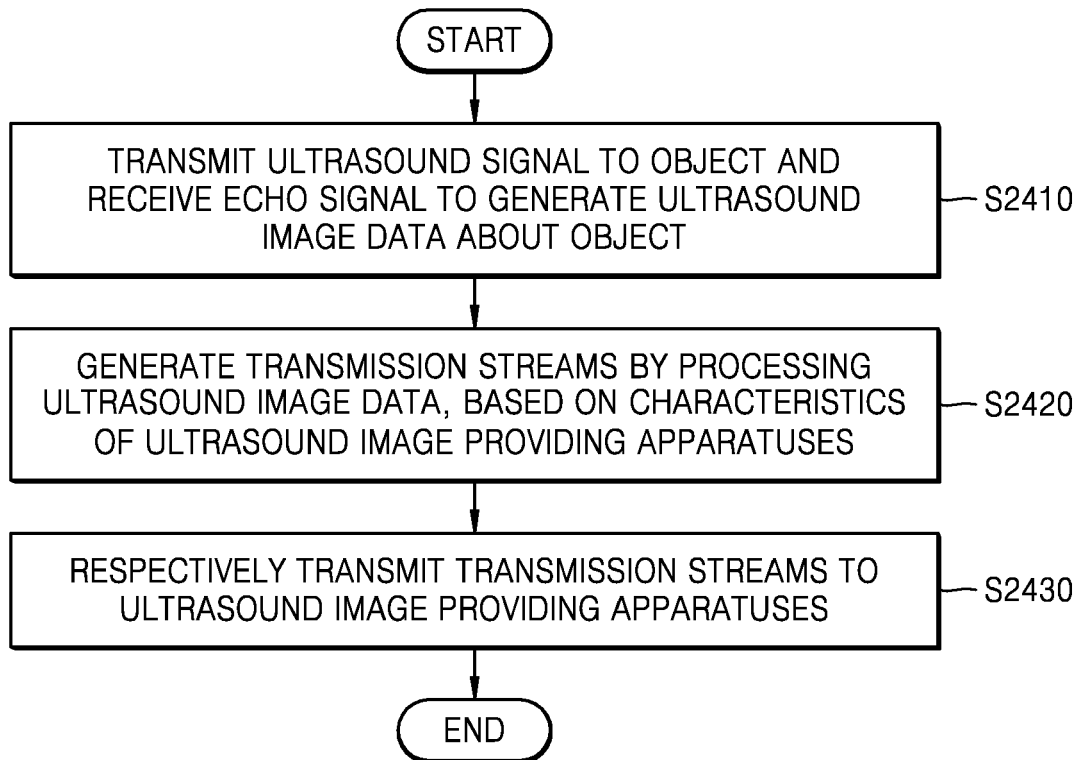 START
TRANSMIT ULTRASOUND SIGNAL TO OBJECT AND
RECEIVE ECHO SIGNAL TO GENERATE ULTRASOUND
IMAGE DATA ABOUT OBJECT
S2410
GENERATE TRANSMISSION STREAMS BY PROCESSING
ULTRASOUND IMAGE DATA, BASED ON CHARACTERISTICS
OF ULTRASOUND IMAGE PROVIDING APPARATUSES
S2420
RESPECTIVELY TRANSMIT TRANSMISSION STREAMS TO
ULTRASOUND IMAGE PROVIDING APPARATUSES
S2430
END